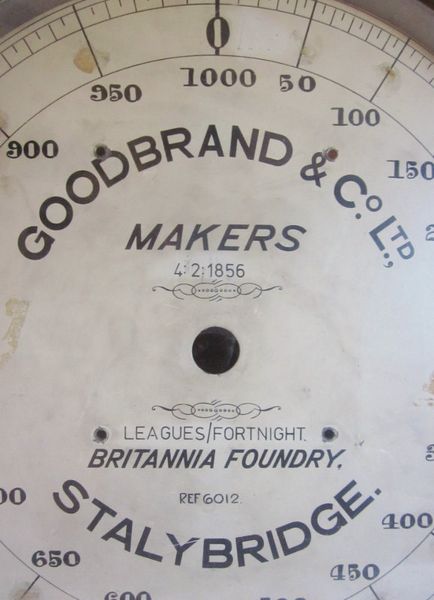 0
1000
50
100
150
950
900
GOODBRAND & Co. LTD.,
MAKERS
4:2:1856
LEAGUES/FORTNIGHT.
BRITANNIA FOUNDRY.
REF 6012.
STALYBRIDGE.
400
450
650